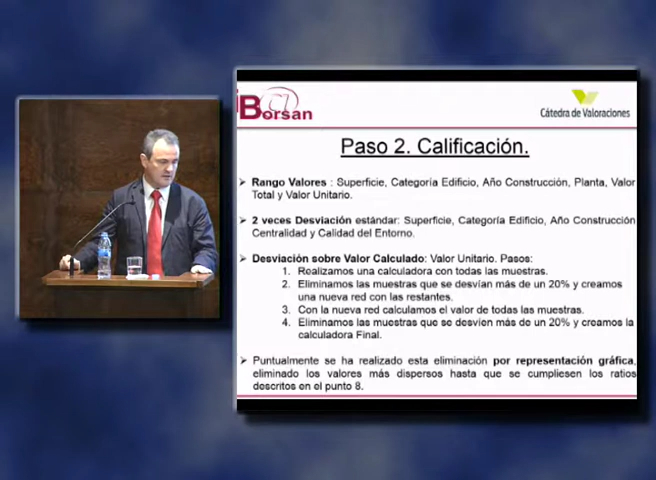 Borsan
Cátedra de Valoraciones
Paso 2. Calificación.
➢ Rango Valores : Superficie, Categoría Edificio, Año Construcción, Planta, Valor
Total y Valor Unitario.
➢ 2 veces Desviación estándar: Superficie, Categoría Edificio, Año Construcción
Centralidad y Calidad del Entorno.
➢ Desviación sobre Valor Calculado: Valor Unitario. Pasos:
1. Realizamos una calculadora con todas las muestras.
2. Eliminamos las muestras que se desvían más de un 20% y creamos
una nueva red con las restantes.
3. Con la nueva red calculamos el valor de todas las muestras.
4. Eliminamos las muestras que se desvíen más de un 20% y creamos la
calculadora Final.
➢ Puntualmente se ha realizado esta eliminación por representación gráfica,
eliminado los valores más dispersos hasta que se cumpliesen los ratios
descritos en el punto 8.